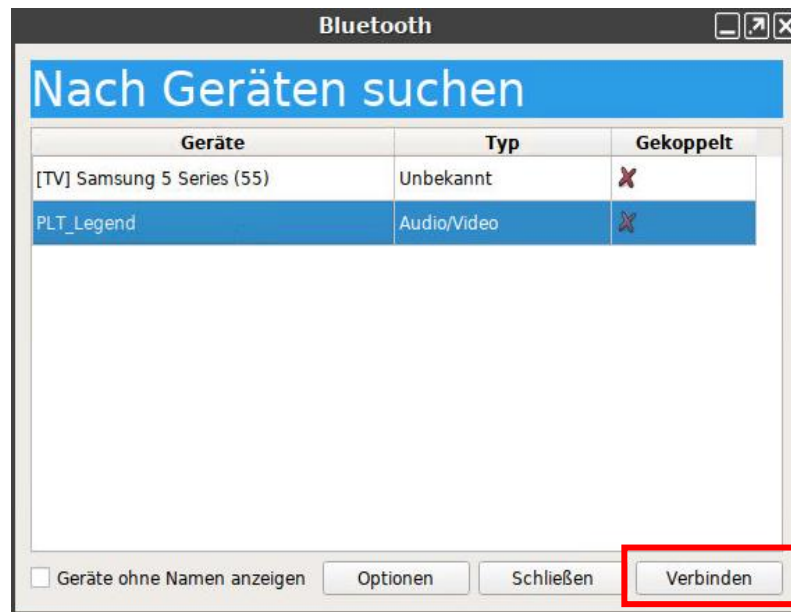 Bluetooth
Nach Geräten suchen
Geräte Typ Gekoppelt
[TV] Samsung 5 Series (55) Unbekannt
PLT_Legend Audio/Video
Geräte ohne Namen anzeigen Optionen Schließen Verbinden